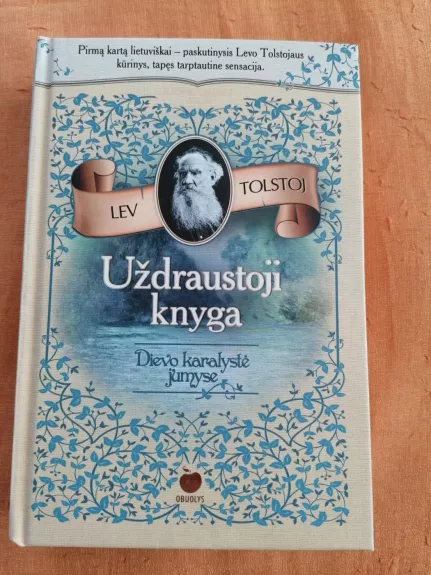 Pirmą kartą lietuviškai – paskutinysis Levo Tolstojaus
kūrinys, tapęs tarptautine sensacija.
LEV TOLSTOJ
Uždraustoji
knyga
Dievo karalystė
jumyse
OBUOLYS